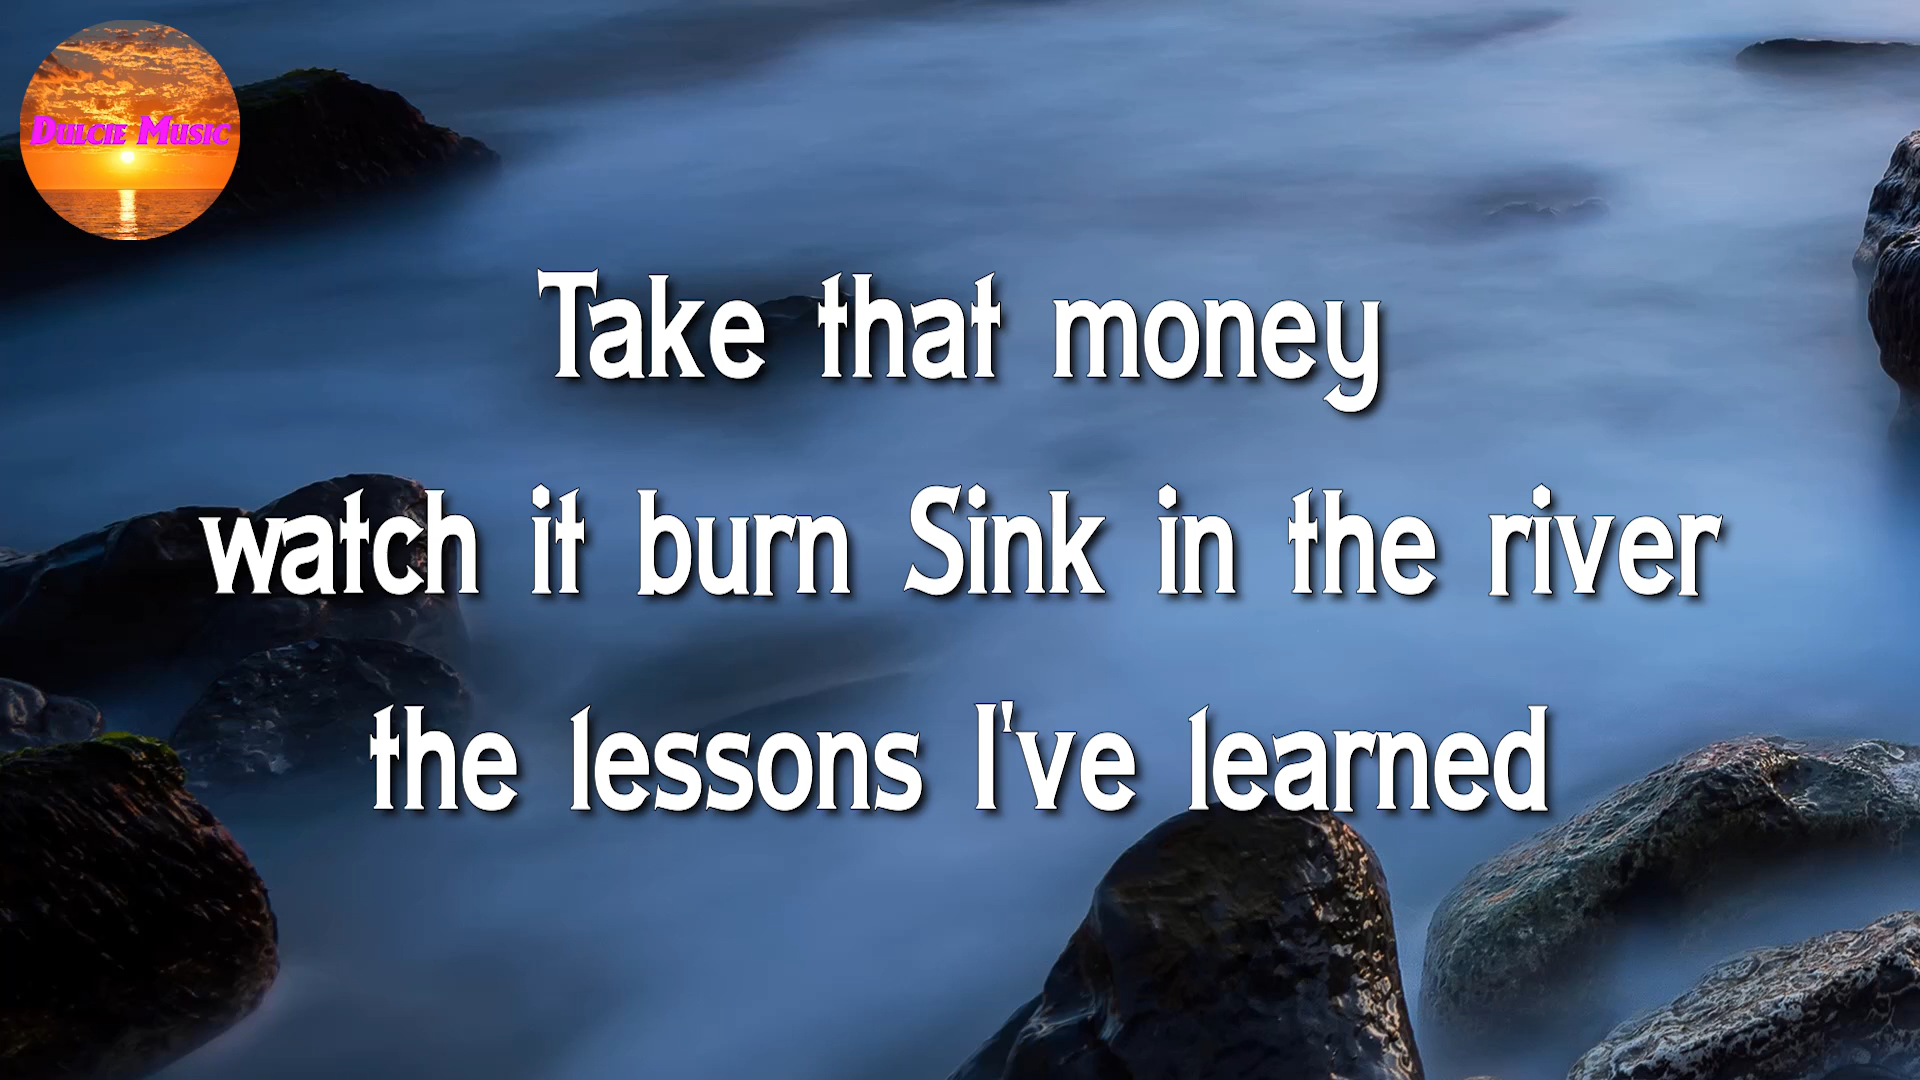 Dulcie Music
Take that money
watch it burn Sink in the river
the lessons I've learned